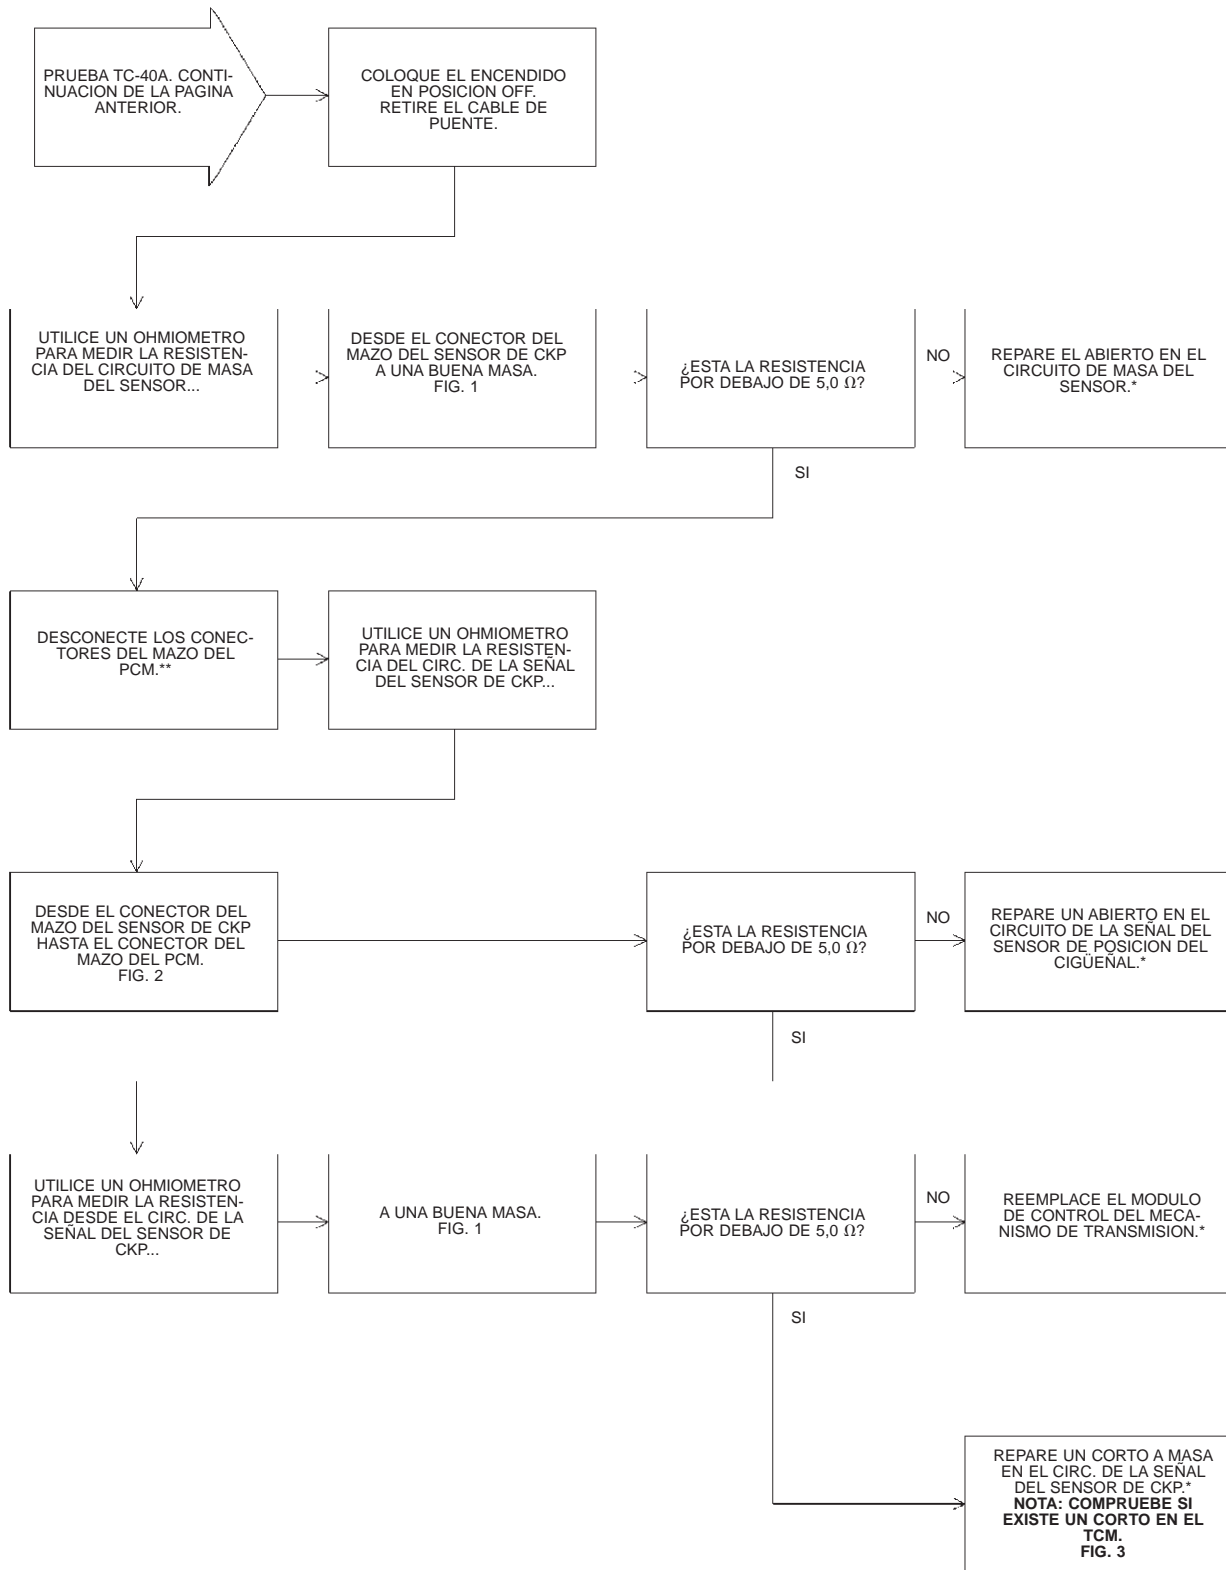 PRUEBA TC-40A. CONTI-
NUACION DE LA PAGINA
ANTERIOR.
COLOQUE EL ENCENDIDO
EN POSICION OFF.
RETIRE EL CABLE DE
PUENTE.
UTILICE UN OHMIOMETRO
PARA MEDIR LA RESISTEN-
CIA DEL CIRCUITO DE MASA
DEL SENSOR...
DESDE EL CONECTOR DEL
MAZO DEL SENSOR DE CKP
A UNA BUENA MASA.
FIG. 1
¿ESTA LA RESISTENCIA
POR DEBAJO DE 5,0 Ω?
NO
REPARE EL ABIERTO EN EL
CIRCUITO DE MASA DEL
SENSOR.*
SI
DESCONECTE LOS CONEC-
TORES DEL MAZO DEL
PCM.**
UTILICE UN OHMIOMETRO
PARA MEDIR LA RESISTEN-
CIA DEL CIRC. DE LA SEÑAL
DEL SENSOR DE CKP...
DESDE EL CONECTOR DEL
MAZO DEL SENSOR DE CKP
HASTA EL CONECTOR DEL
MAZO DEL PCM.
FIG. 2
¿ESTA LA RESISTENCIA
POR DEBAJO DE 5,0 Ω?
NO
REPARE UN ABIERTO EN EL
CIRCUITO DE LA SEÑAL DEL
SENSOR DE POSICION DEL
CIGÜEÑAL.*
SI
UTILICE UN OHMIOMETRO
PARA MEDIR LA RESISTEN-
CIA DESDE EL CIRC. DE LA
SEÑAL DEL SENSOR DE
CKP...
A UNA BUENA MASA.
FIG. 1
¿ESTA LA RESISTENCIA
POR DEBAJO DE 5,0 Ω?
NO
REEMPLACE EL MODULO
DE CONTROL DEL MECA-
NISMO DE TRANSMISION.*
SI
REPARE UN CORTO A MASA
EN EL CIRC. DE LA SEÑAL
DEL SENSOR DE CKP.*
NOTA: COMPRUEBE SI
EXISTE UN CORTO EN EL
TCM.
FIG. 3